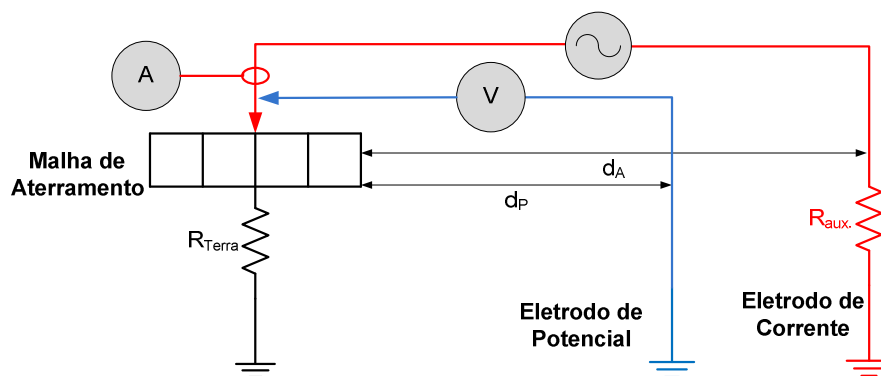 A
V
Malha de
Aterramento
dA
dP
RTerra
Raux.
Eletrodo de
Potencial
Eletrodo de
Corrente